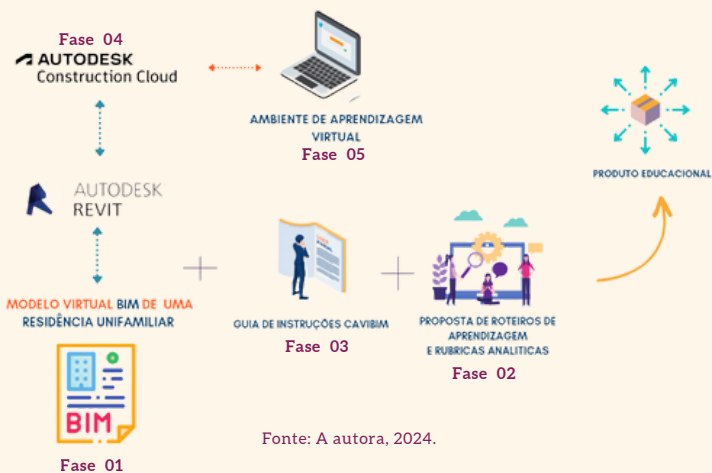 Fase 04
AUTODESK
Construction Cloud
AMBIENTE DE APRENDIZAGEM
VIRTUAL
Fase 05
PRODUTO EDUCACIONAL
AUTODESK
REVIT
MODELO VIRTUAL BIM DE UMA
RESIDÊNCIA UNIFAMILIAR
GUIA DE INSTRUÇÕES CAVIBIM
Fase 03
PROPOSTA DE ROTEIROS DE
APRENDIZAGEM
E RUBRICAS ANALITICAS
Fase 02
BIM
Fase 01
Fonte: A autora, 2024.